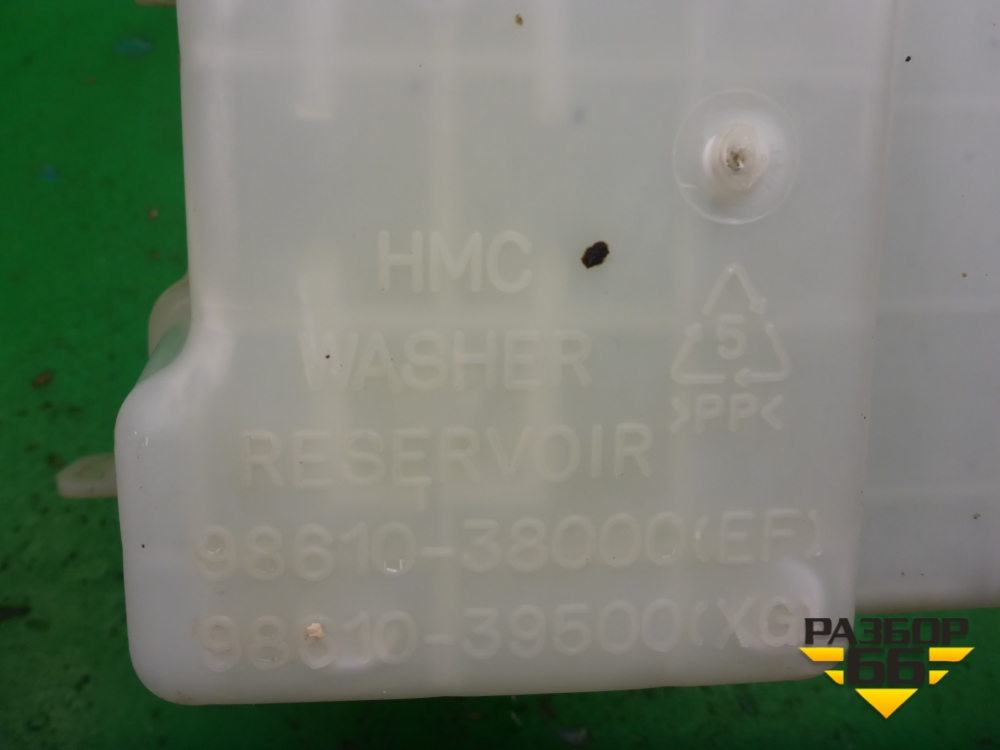 HMC
WASHER
RESERVOIR
5
>PP<
98610-38000(EF)
98610-39500(XG)
РАЗБОР
66